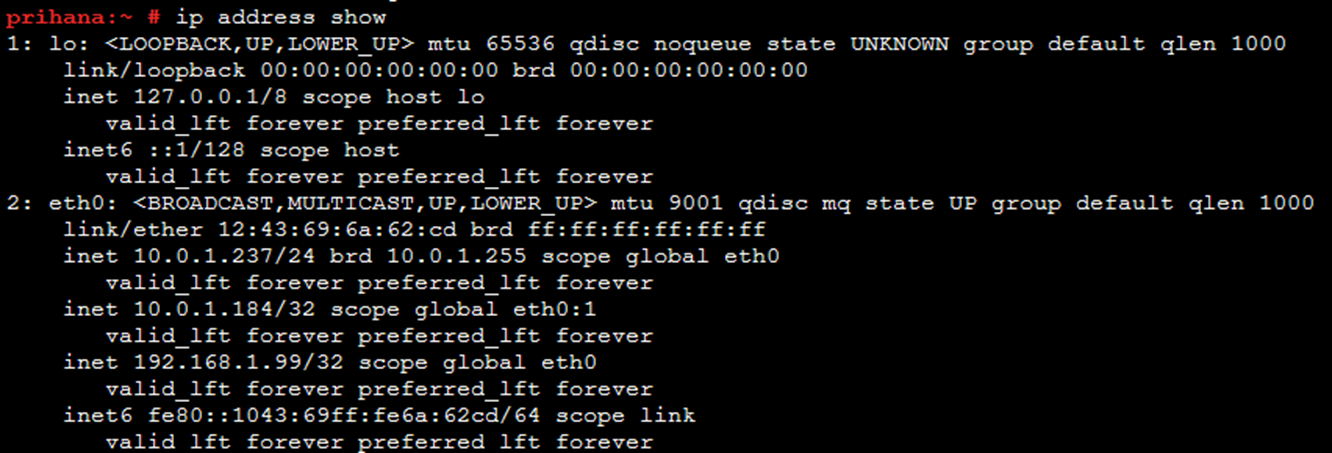 prihana:~ # ip address show
1: lo: <LOOPBACK,UP,LOWER_UP> mtu 65536 qdisc noqueue state UNKNOWN group default qlen 1000
    link/loopback 00:00:00:00:00:00 brd 00:00:00:00:00:00
    inet 127.0.0.1/8 scope host lo
       valid_lft forever preferred_lft forever
    inet6 ::1/128 scope host
       valid_lft forever preferred_lft forever
2: eth0: <BROADCAST,MULTICAST,UP,LOWER_UP> mtu 9001 qdisc mq state UP group default qlen 1000
    link/ether 12:43:69:6a:62:cd brd ff:ff:ff:ff:ff:ff
    inet 10.0.1.237/24 brd 10.0.1.255 scope global eth0
       valid_lft forever preferred_lft forever
    inet 10.0.1.184/32 scope global eth0:1
       valid_lft forever preferred_lft forever
    inet 192.168.1.99/32 scope global eth0
       valid_lft forever preferred_lft forever
    inet6 fe80::1043:69ff:fe6a:62cd/64 scope link
       valid_lft forever preferred_lft forever